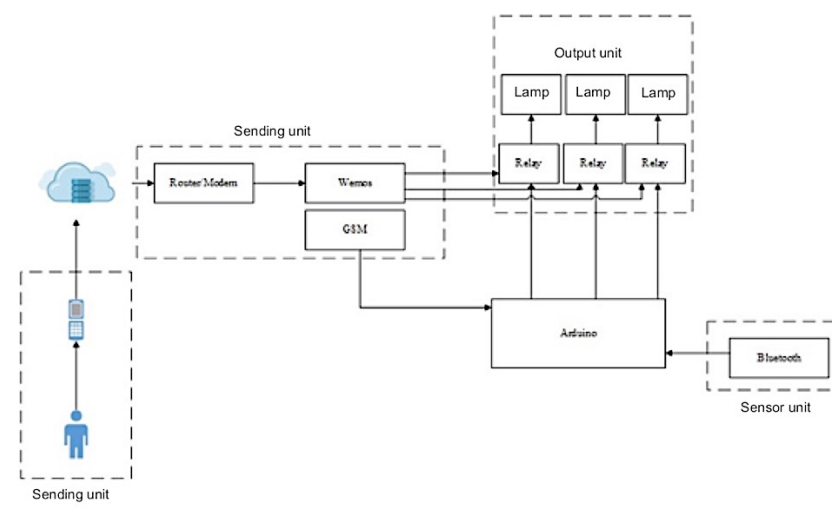 Output unit
Lamp
Lamp
Lamp
Sending unit
Router/Modem
Wemos
Relay
Relay
Relay
GSM
Arduino
Bluetooth
Sensor unit
Sending unit